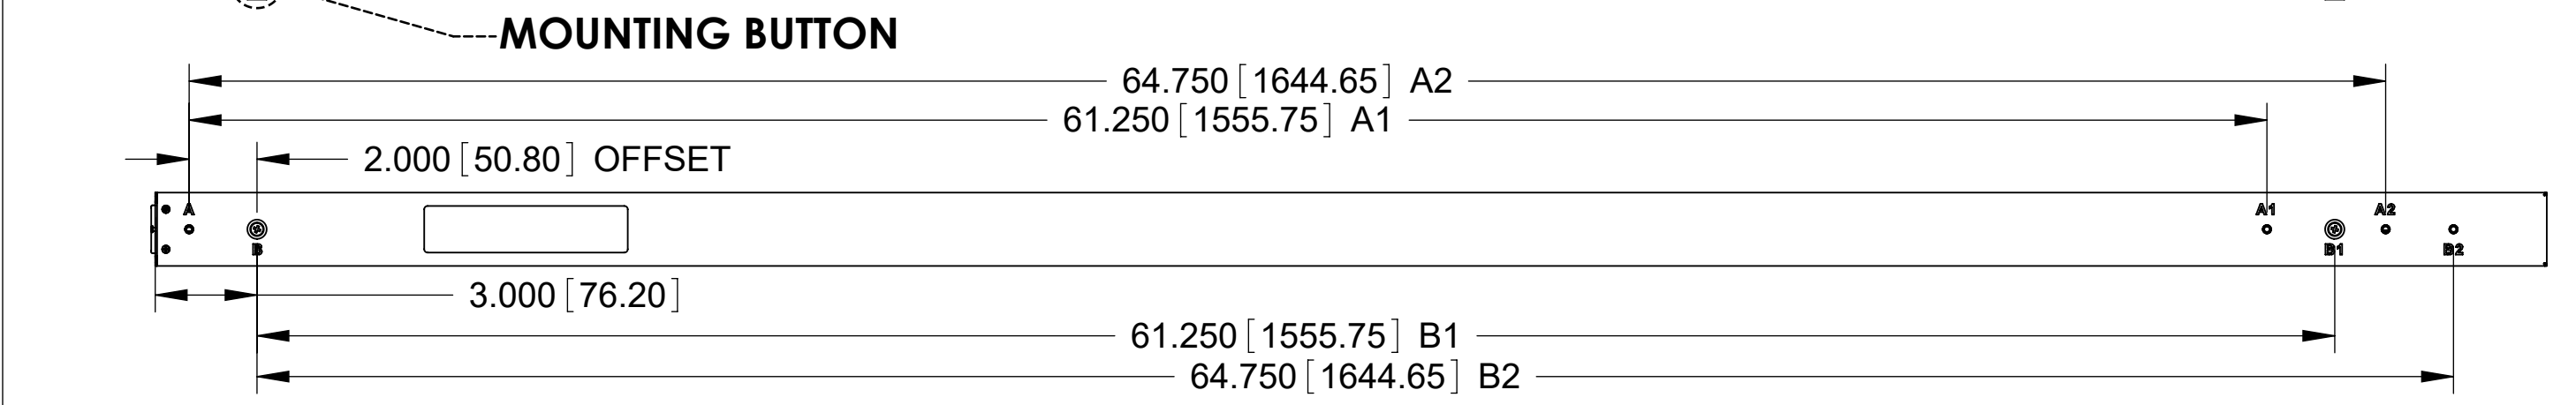 MOUNTING BUTTON
64.750 [1644.65] A2
61.250 [1555.75] A1
2.000 [50.80] OFFSET
A A1 A2
B B1 B2
3.000 [76.20]
61.250 [1555.75] B1
64.750 [1644.65] B2